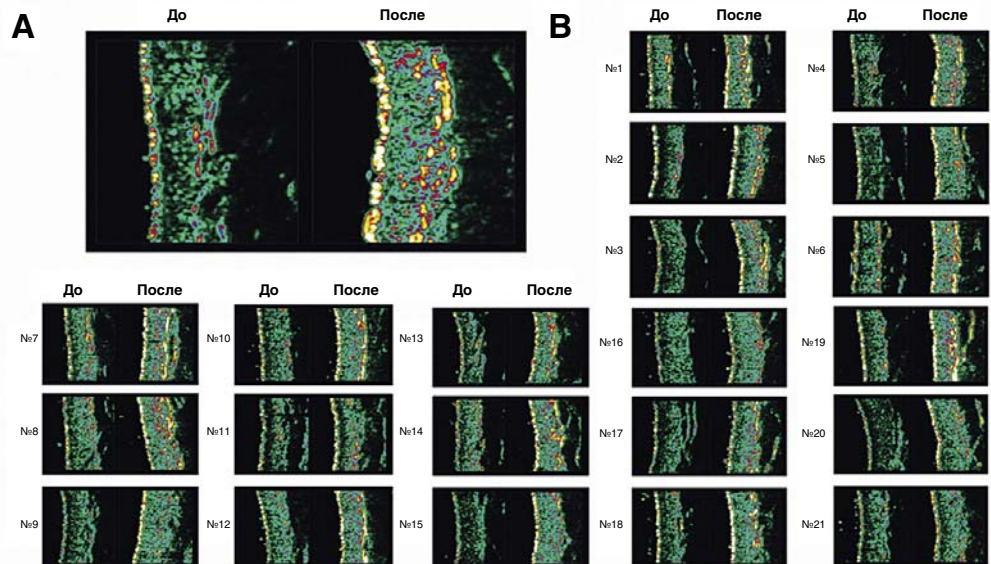 A
До После
B
До После До После
№1 №4
№2 №5
№3 №6
До После До После До После
№7 №10 №13 №16 №19
№8 №11 №14 №17 №20
№9 №12 №15 №18 №21